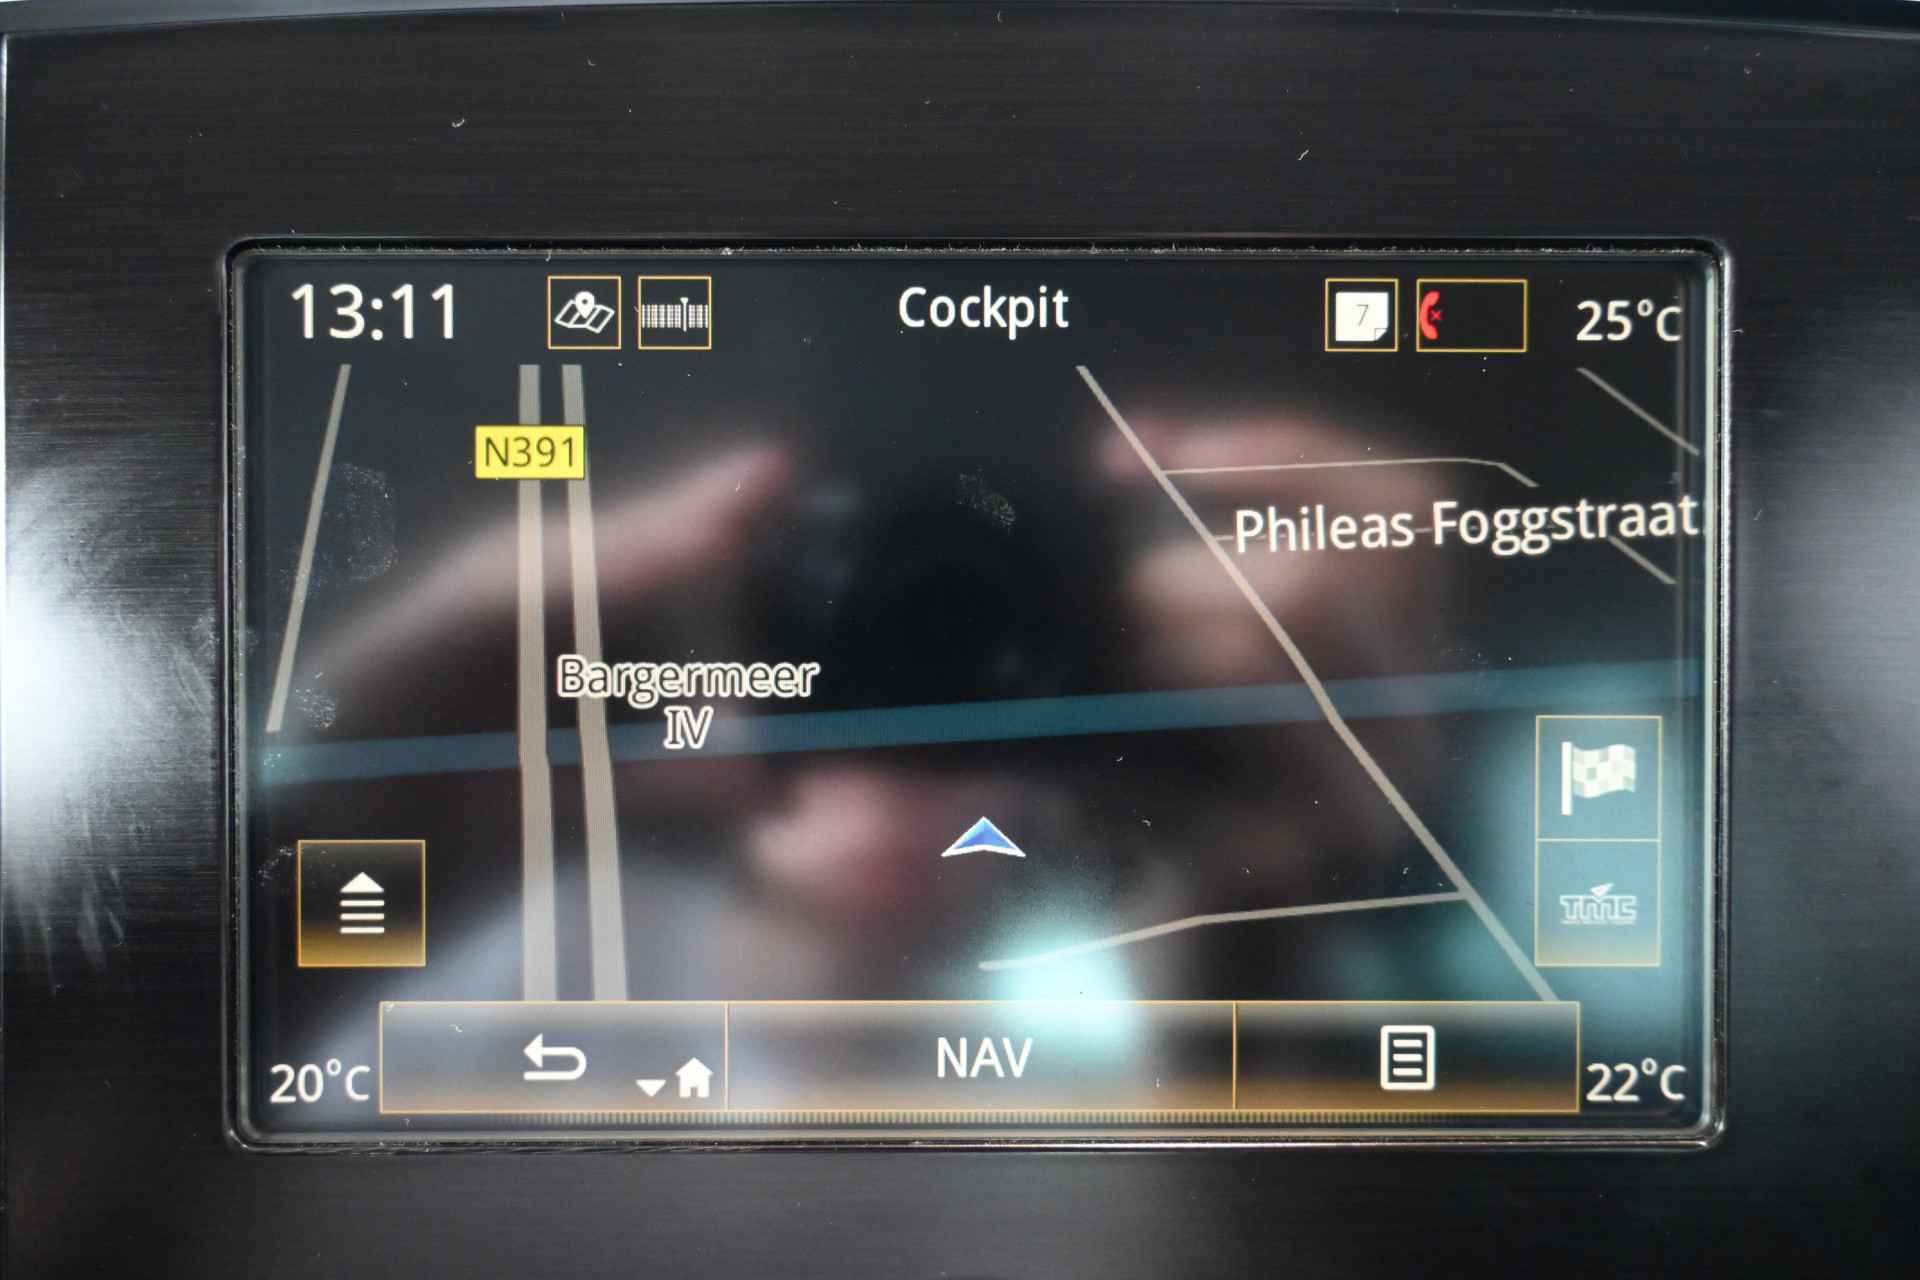 13:11
Cockpit
7
25°C
N391
Phileas Foggstraat
Bargermeer
IV
TMC
20°C
NAV
22°C